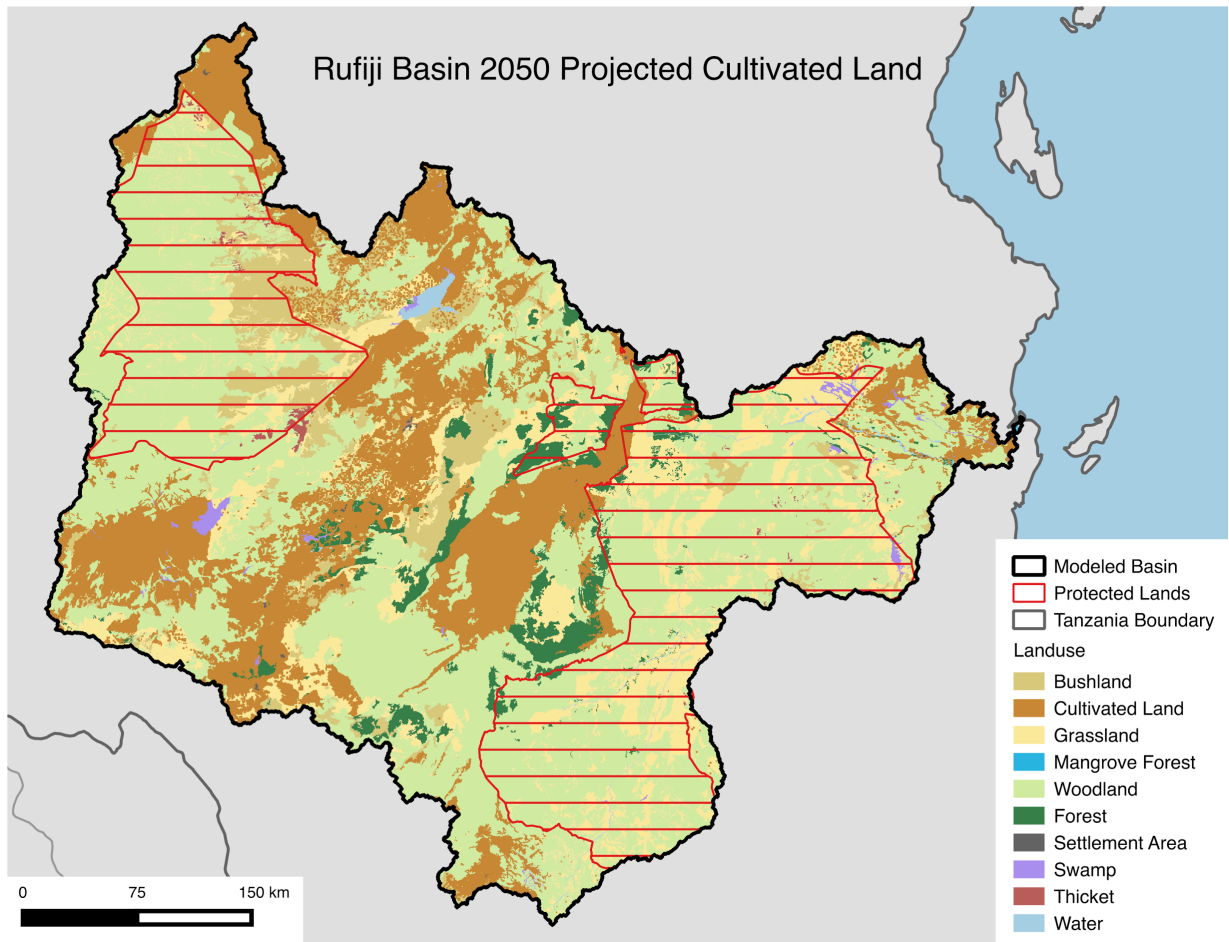 Rufiji Basin 2050 Projected Cultivated Land
Modeled Basin
Protected Lands
Tanzania Boundary
Landuse
Bushland
Cultivated Land
Grassland
Mangrove Forest
Woodland
Forest
Settlement Area
Swamp
Thicket
Water
0 75 150 km